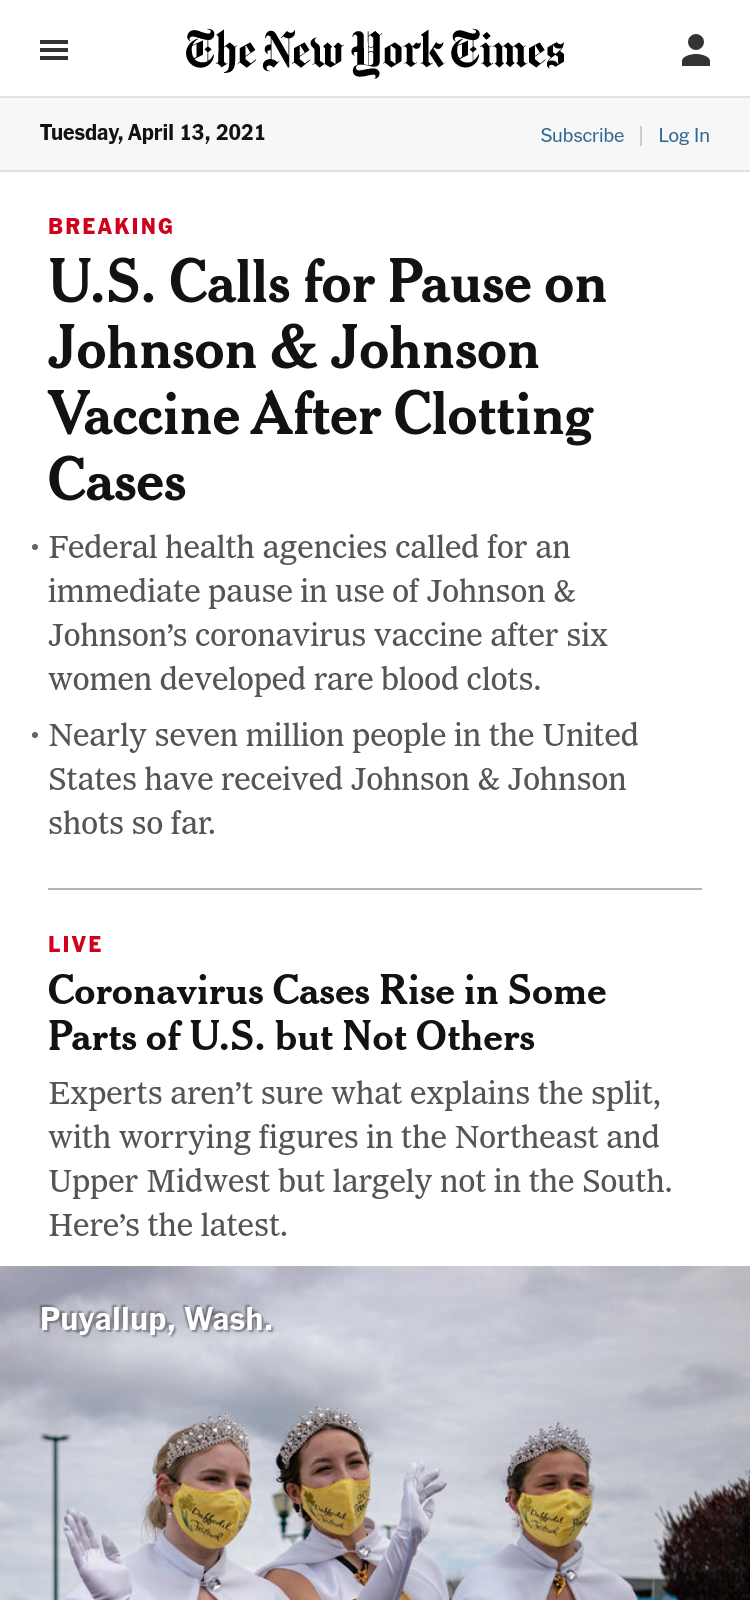 The New York Times
Tuesday, April 13, 2021
Subscribe | Log In
BREAKING
U.S. Calls for Pause on
Johnson & Johnson
Vaccine After Clotting
Cases
• Federal health agencies called for an
immediate pause in use of Johnson &
Johnson’s coronavirus vaccine after six
women developed rare blood clots.
• Nearly seven million people in the United
States have received Johnson & Johnson
shots so far.
LIVE
Coronavirus Cases Rise in Some
Parts of U.S. but Not Others
Experts aren’t sure what explains the split,
with worrying figures in the Northeast and
Upper Midwest but largely not in the South.
Here’s the latest.
Puyallup, Wash.
Daffodil
Festival
Daffodil
Festival